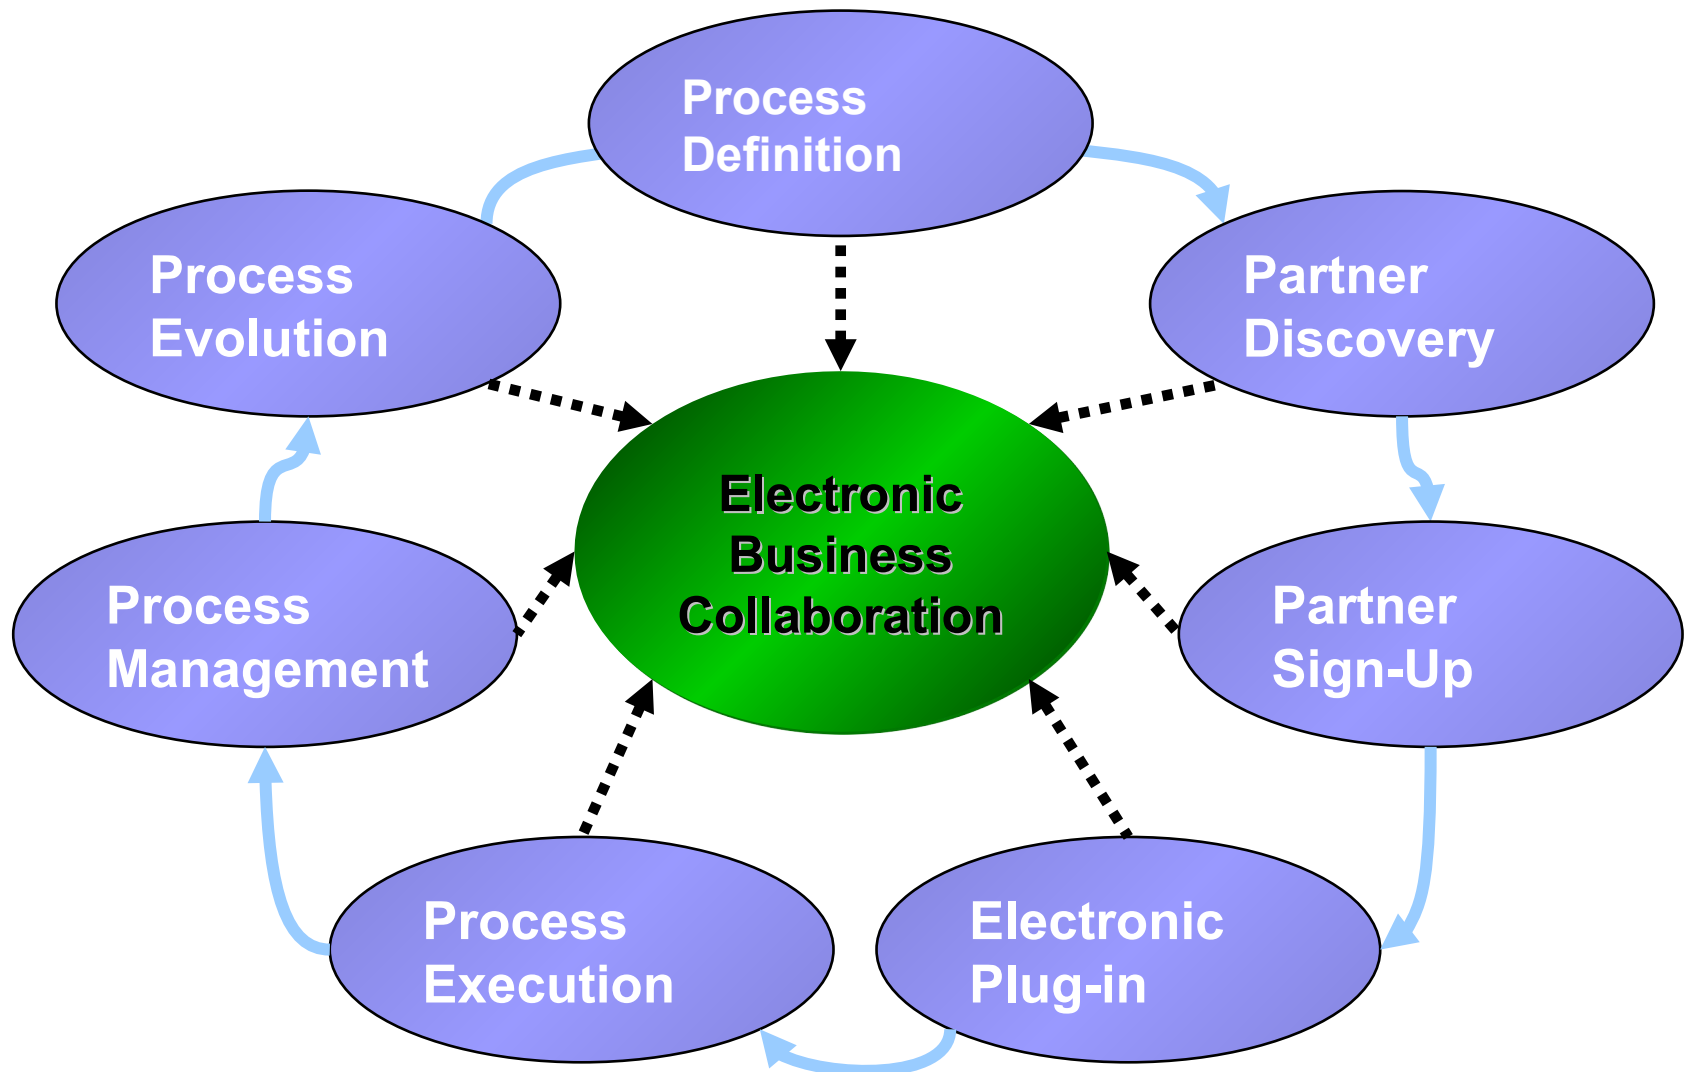 Process
Definition
Process
Evolution
Partner
Discovery
Electronic
Business
Collaboration
Process
Management
Partner
Sign-Up
Process
Execution
Electronic
Plug-in